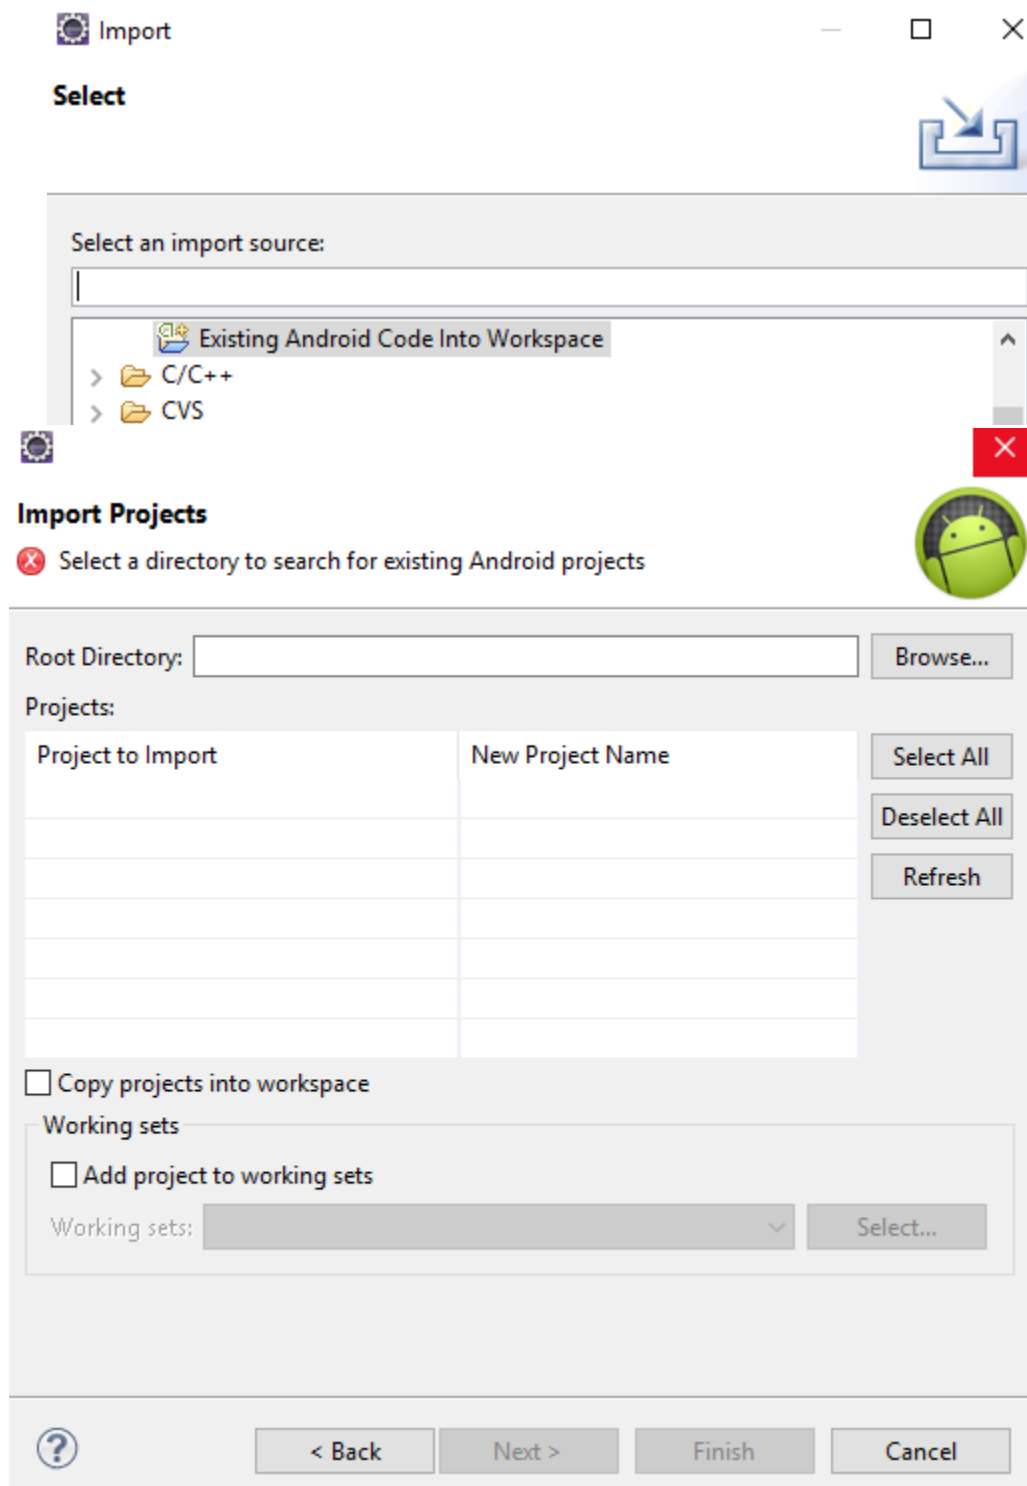 Import
Select
Select an import source:
Existing Android Code Into Workspace
C/C++
CVS
Import Projects
Select a directory to search for existing Android projects
Root Directory:
Browse...
Projects:
Project to Import
New Project Name
Select All
Deselect All
Refresh
Copy projects into workspace
Working sets
Add project to working sets
Working sets:
Select...
< Back
Next >
Finish
Cancel